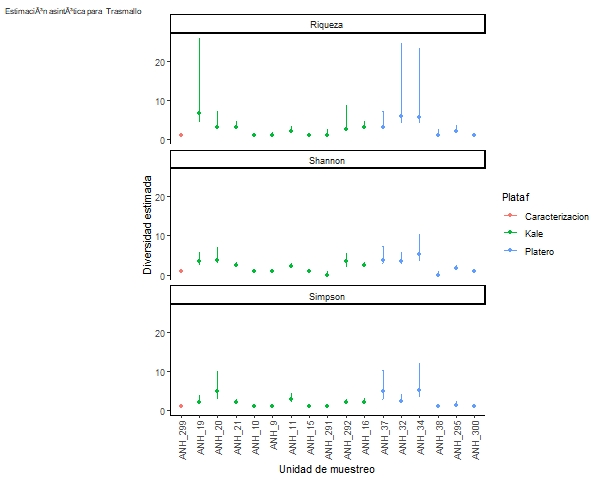 EstimaciÃ³n asintÃ³tica para Trasmallo
Riqueza
20
10
0
Shannon
20
10
0
Simpson
20
10
0
Diversidad estimada
ANH_299
ANH_19
ANH_20
ANH_21
ANH_10
ANH_9
ANH_11
ANH_15
ANH_291
ANH_292
ANH_16
ANH_37
ANH_32
ANH_34
ANH_38
ANH_295
ANH_300
Unidad de muestreo
Plataf
Caracterizacion
Kale
Platero